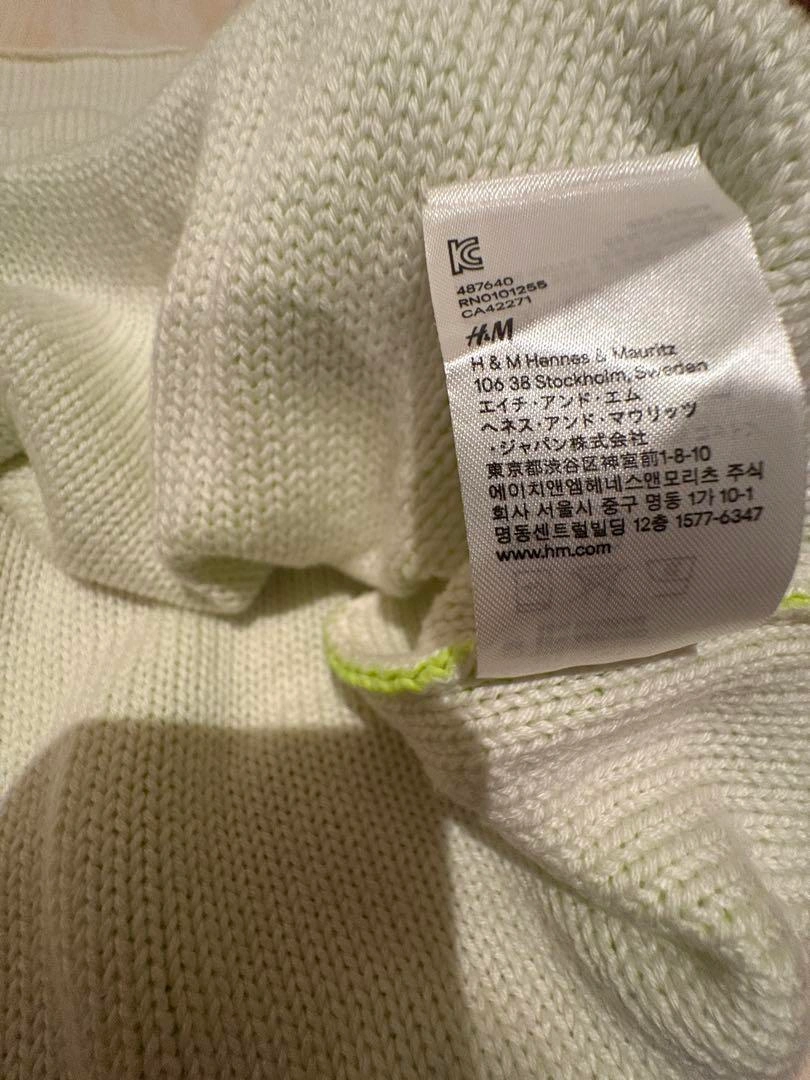 KC
487640
RN0101255
CA42271
H&M
H & M Hennes & Mauritz
106 38 Stockholm, Sweden
エイチ・アンド・エム
ヘネス・アンド・マウリッツ
・ジャパン株式会社
東京都渋谷区神宮前1-8-10
에이치앤엠헤네스앤모리츠 주식
회사 서울시 중구 명동 1가 10-1
명동센트럴빌딩 12층 1577-6347
www.hm.com